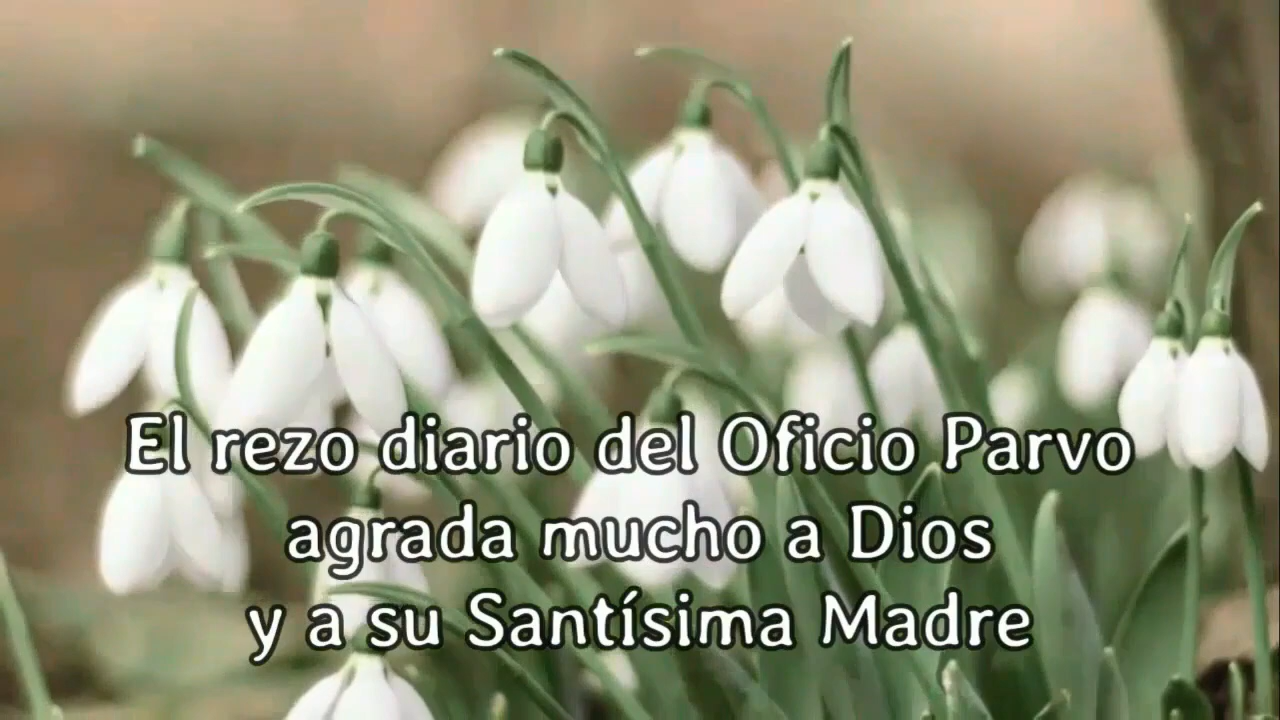 El rezo diario del Oficio Parvo
agrada mucho a Dios
y a su Santísima Madre